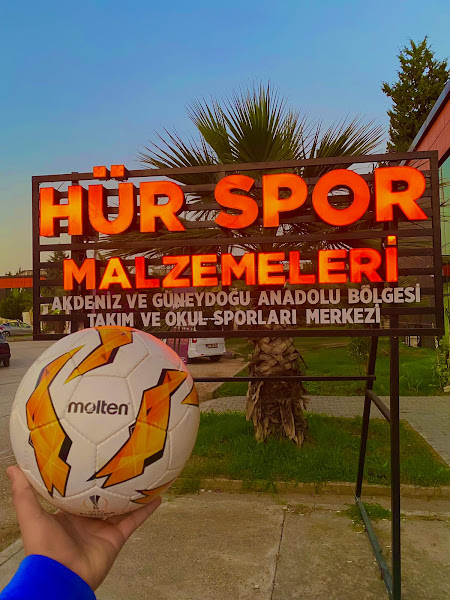 HÜR SPOR
MALZEMELERİ
AKDENİZ VE GÜNEYDOĞU ANADOLU BÖLGESİ
TAKIM VE OKUL SPORLARI MERKEZİ
molten